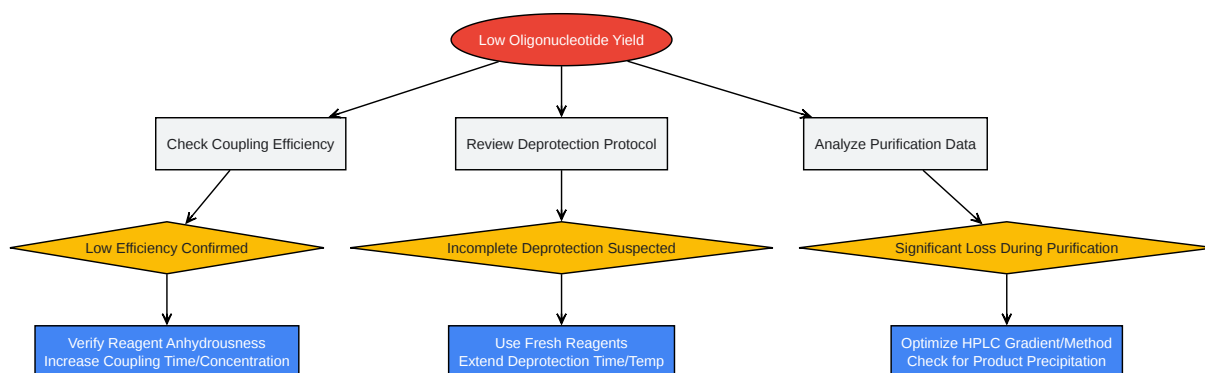 Low Oligonucleotide Yield
Check Coupling Efficiency
Review Deprotection Protocol
Analyze Purification Data
Low Efficiency Confirmed
Incomplete Deprotection Suspected
Significant Loss During Purification
Verify Reagent Anhydrousness
Increase Coupling Time/Concentration
Use Fresh Reagents
Extend Deprotection Time/Temp
Optimize HPLC Gradient/Method
Check for Product Precipitation